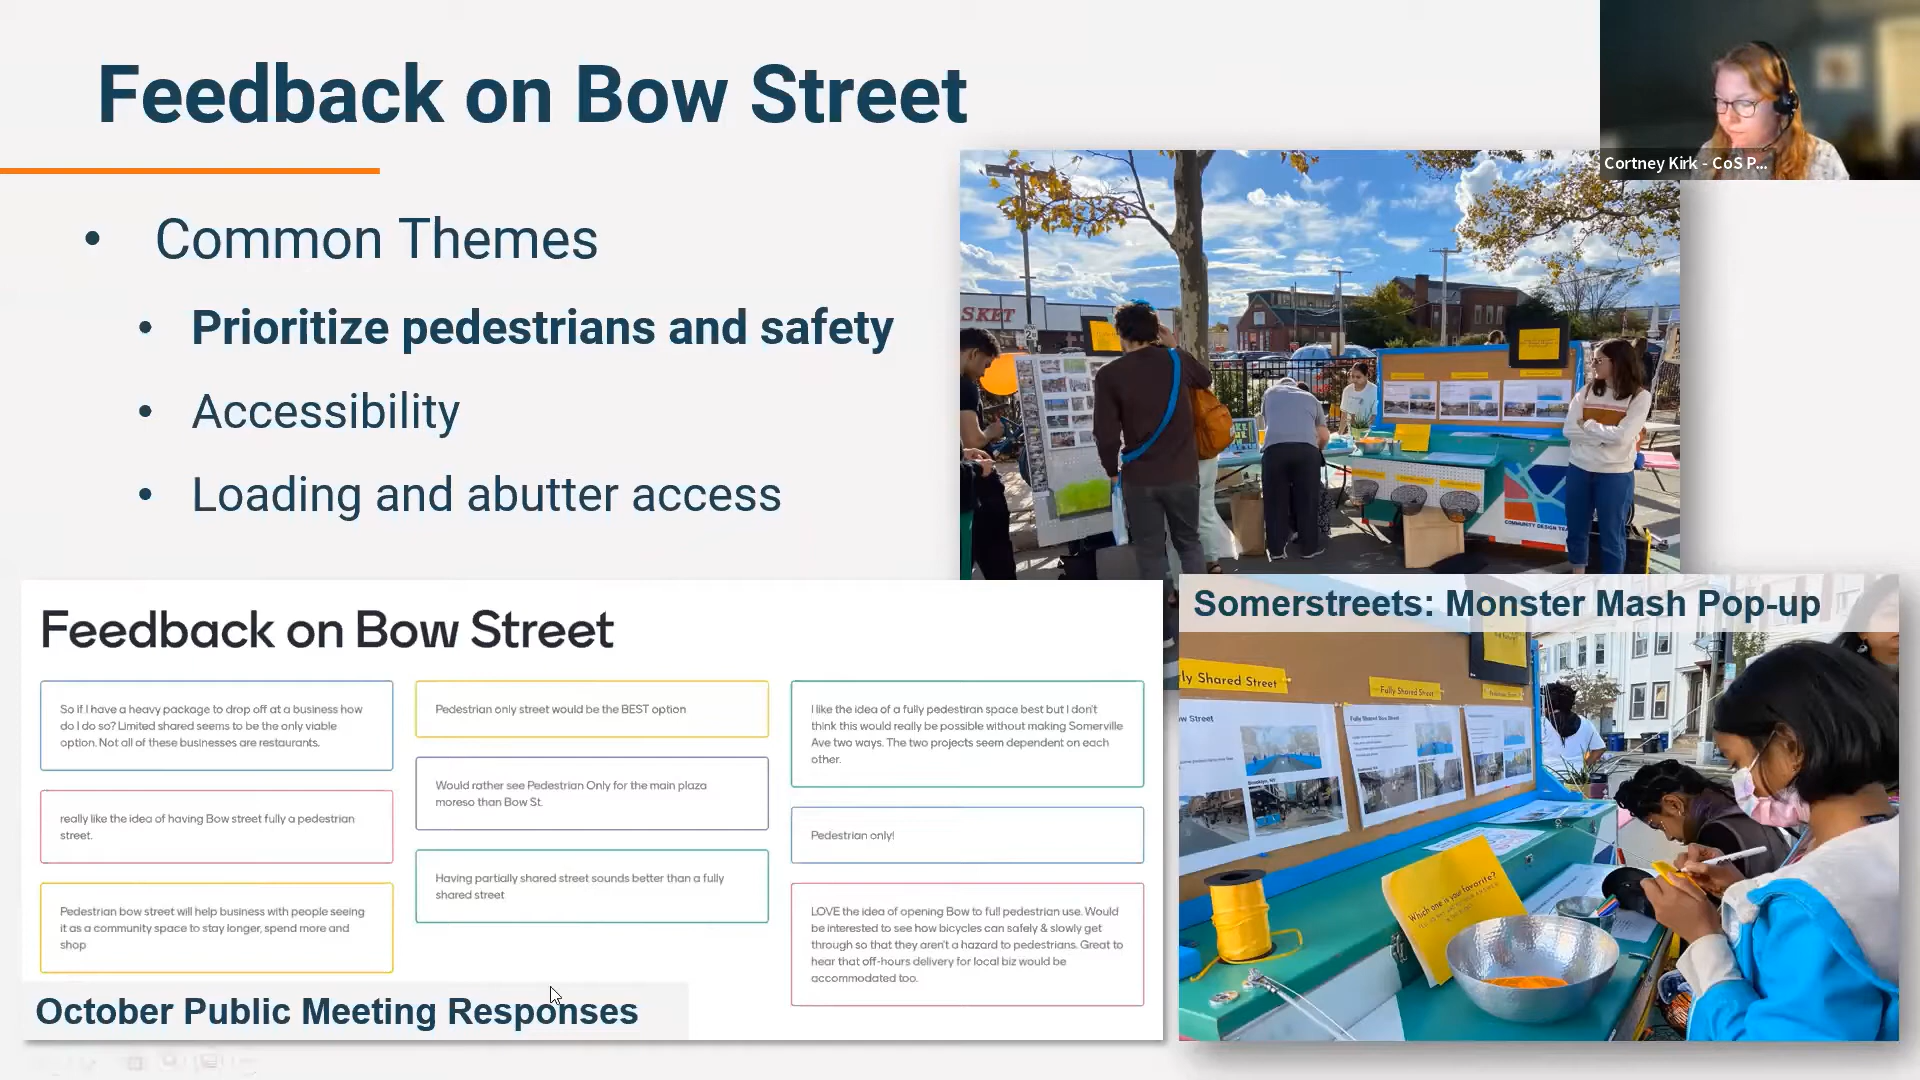 Feedback on Bow Street
Cortney Kirk - CoS P...
• Common Themes
• Prioritize pedestrians and safety
• Accessibility
• Loading and abutter access
SKET
COMMUNITY DESIGN
Feedback on Bow Street
So if I have a heavy package to drop off at a business how
do I do so? Limited shared seems to be the only viable
option. Not all of these businesses are restaurants.
really like the idea of having Bow street fully a pedestrian
street.
Pedestrian bow street will help business with people seeing
it as a community space to stay longer, spend more and
shop
Pedestrian only street would be the BEST option
Would rather see Pedestrian Only for the main plaza
moreso than Bow St.
Having partially shared street sounds better than a fully
shared street
I like the idea of a fully pedestiran space best but I don't
think this would really be possible without making Somerville
Ave two ways. The two projects seem dependent on each
other.
Pedestrian only!
LOVE the idea of opening Bow to full pedestrian use. Would
be interested to see how bicycles can safely & slowly get
through so that they aren't a hazard to pedestrians. Great to
hear that off-hours delivery for local biz would be
accommodated too.
October Public Meeting Responses
Somerstreets: Monster Mash Pop-up
ly Shared Street
Fully Shared Street
Street
Which one is your favorite?